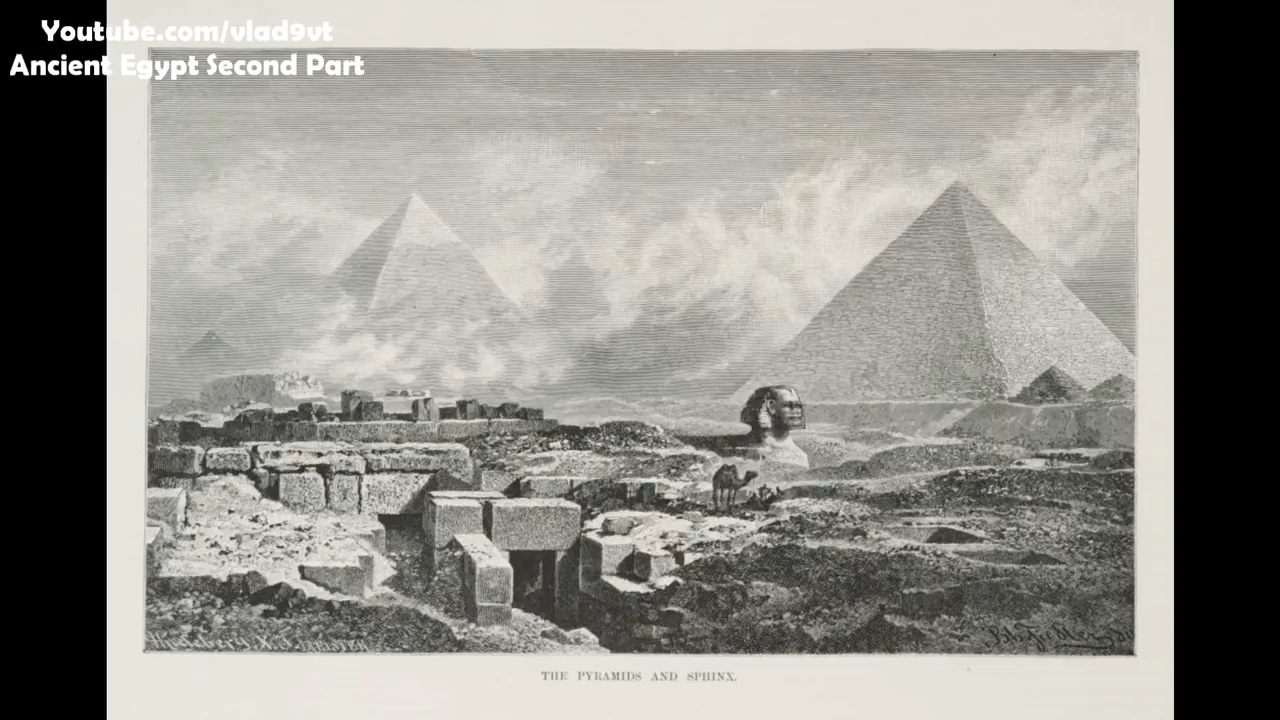 Youtube.com/vlad9vt
Ancient Egypt Second Part
THE PYRAMIDS AND SPHINX.